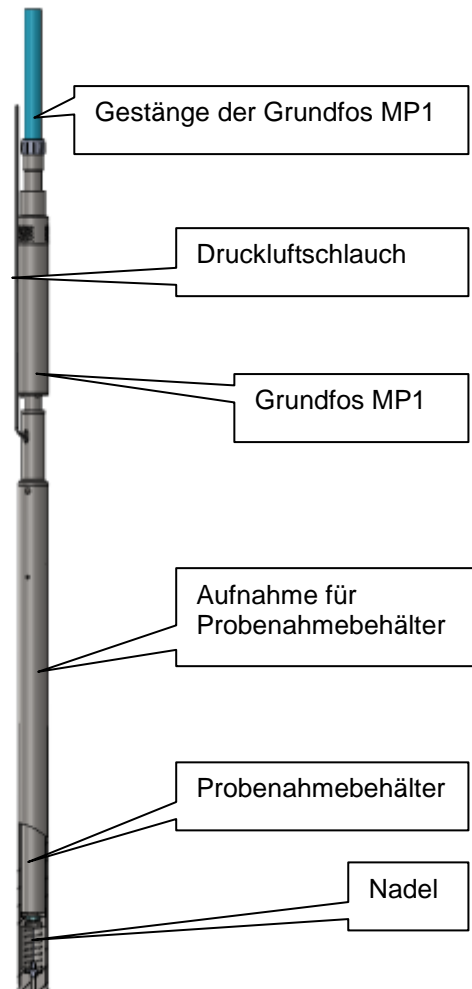 Gestänge der Grundfos MP1
Druckluftschlauch
Grundfos MP1
Aufnahme für
Probenahmebehälter
Probenahmebehälter
Nadel